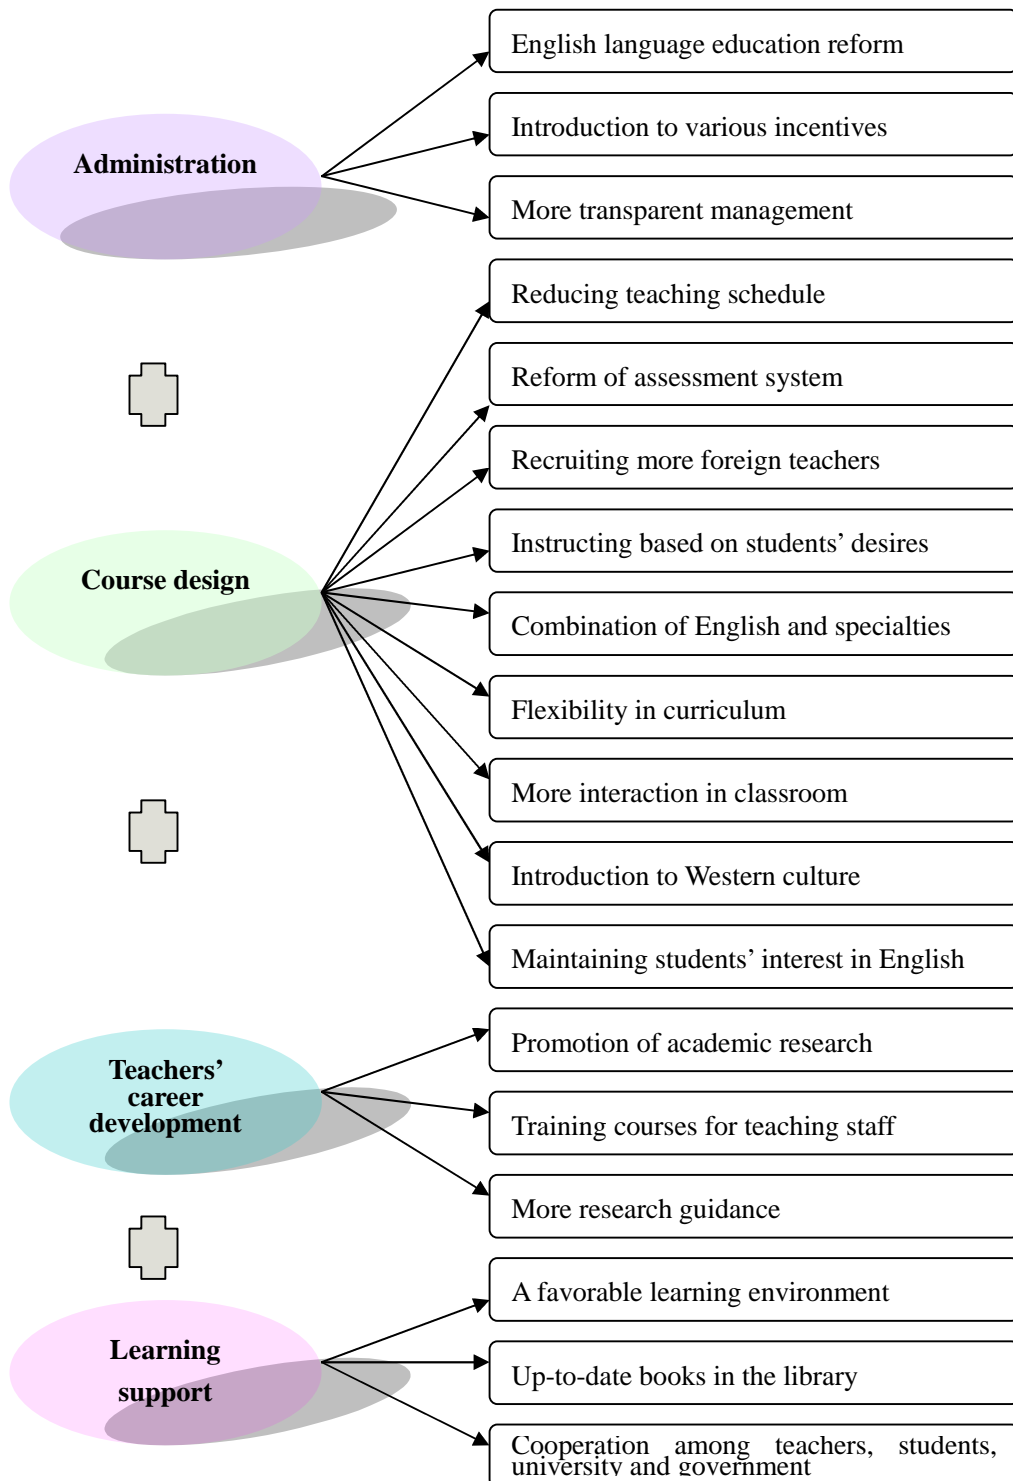 Administration
English language education reform
Introduction to various incentives
More transparent management
Course design
Reducing teaching schedule
Reform of assessment system
Recruiting more foreign teachers
Instructing based on students’ desires
Combination of English and specialties
Flexibility in curriculum
More interaction in classroom
Introduction to Western culture
Maintaining students’ interest in English
Teachers’
career
development
Promotion of academic research
Training courses for teaching staff
More research guidance
Learning
support
A favorable learning environment
Up-to-date books in the library
Cooperation among teachers, students,
university and government